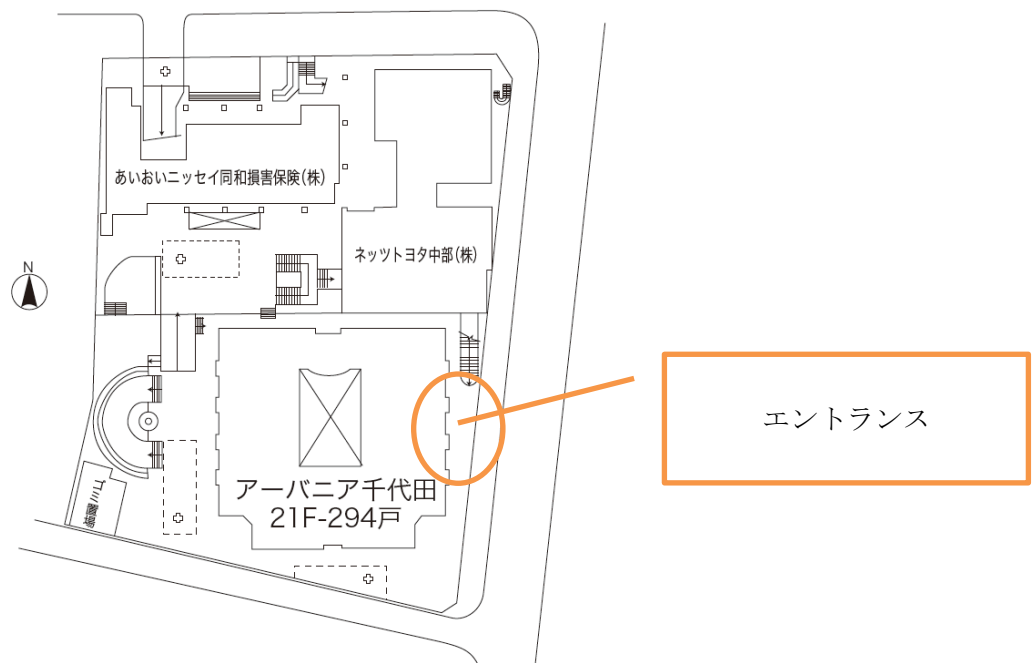 あいおいニッセイ同和損害保険(株)
ネッツトヨタ中部(株)
N
エントランス
アーバニア千代田
21F-294戸
ゴミ置場